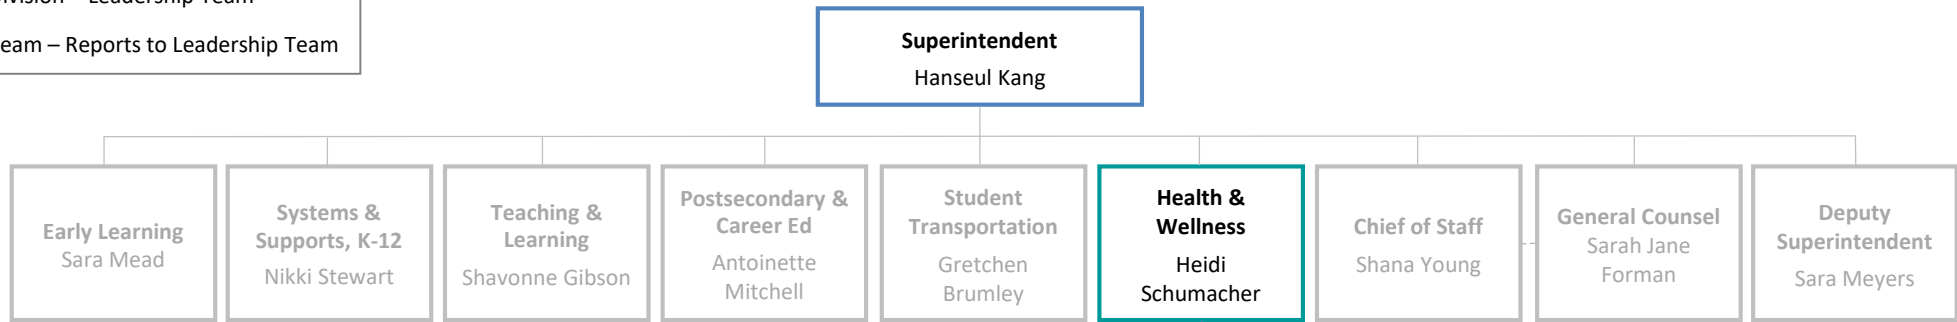 – Leadership Team
– Reports to Leadership Team
Superintendent
Hanseul Kang
Early Learning
Sara Mead
Systems &
Supports, K-12
Nikki Stewart
Teaching &
Learning
Shavonne Gibson
Postsecondary &
Career Ed
Antoinette
Mitchell
Student
Transportation
Gretchen
Brumley
Health &
Wellness
Heidi
Schumacher
Chief of Staff
Shana Young
General Counsel
Sarah Jane
Forman
Deputy
Superintendent
Sara Meyers